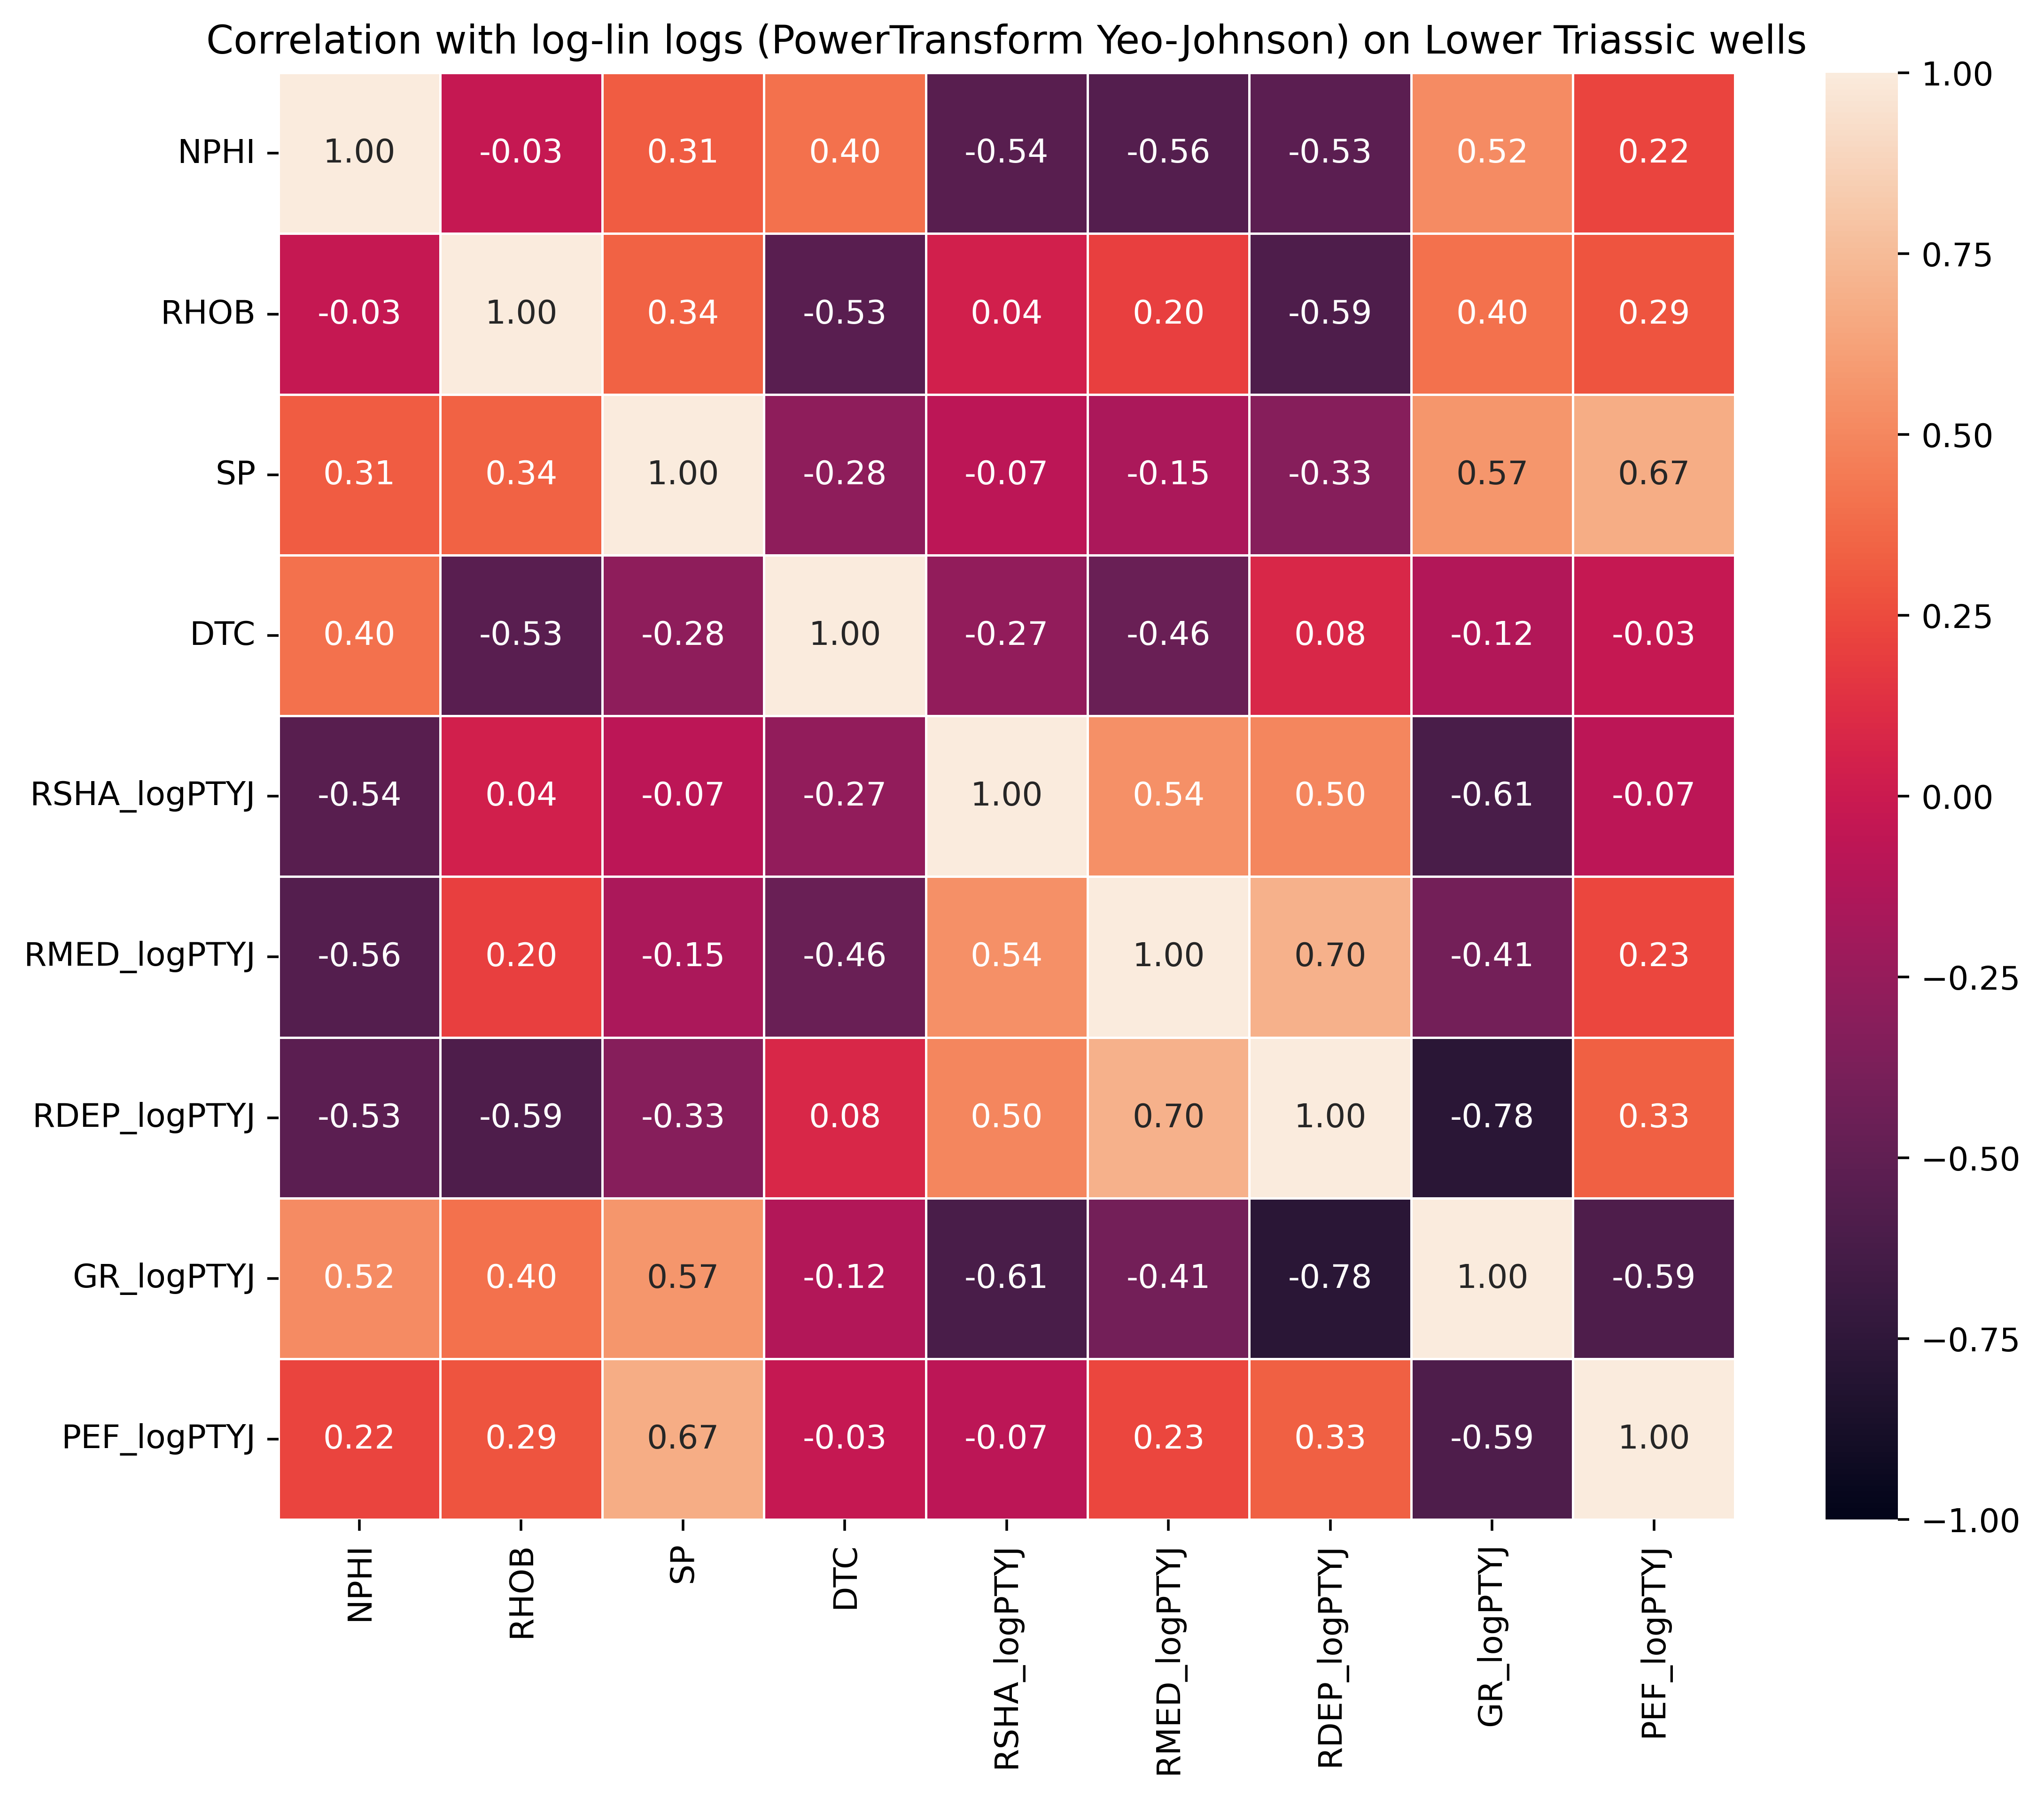 Correlation with log-lin logs (PowerTransform Yeo-Johnson) on Lower Triassic wells
NPHI 1.00 -0.03 0.31 0.40 -0.54 -0.56 -0.53 0.52 0.22
RHOB -0.03 1.00 0.34 -0.53 0.04 0.20 -0.59 0.40 0.29
SP 0.31 0.34 1.00 -0.28 -0.07 -0.15 -0.33 0.57 0.67
DTC 0.40 -0.53 -0.28 1.00 -0.27 -0.46 0.08 -0.12 -0.03
RSHA_logPTYJ -0.54 0.04 -0.07 -0.27 1.00 0.54 0.50 -0.61 -0.07
RMED_logPTYJ -0.56 0.20 -0.15 -0.46 0.54 1.00 0.70 -0.41 0.23
RDEP_logPTYJ -0.53 -0.59 -0.33 0.08 0.50 0.70 1.00 -0.78 0.33
GR_logPTYJ 0.52 0.40 0.57 -0.12 -0.61 -0.41 -0.78 1.00 -0.59
PEF_logPTYJ 0.22 0.29 0.67 -0.03 -0.07 0.23 0.33 -0.59 1.00
NPHI RHOB SP DTC RSHA_logPTYJ RMED_logPTYJ RDEP_logPTYJ GR_logPTYJ PEF_logPTYJ
1.00
0.75
0.50
0.25
0.00
−0.25
−0.50
−0.75
−1.00